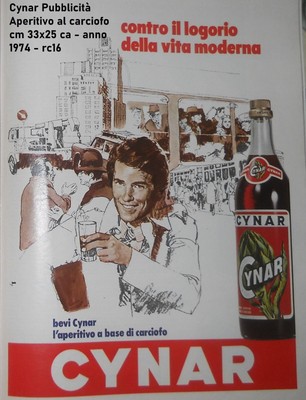 Cynar Pubblicità
Aperitivo al carciofo
cm 33x25 ca - anno
1974 - rc16
contro il logorio
della vita moderna
CYNAR
CYNAR
bevi Cynar
l'aperitivo a base di carciofo
CYNAR